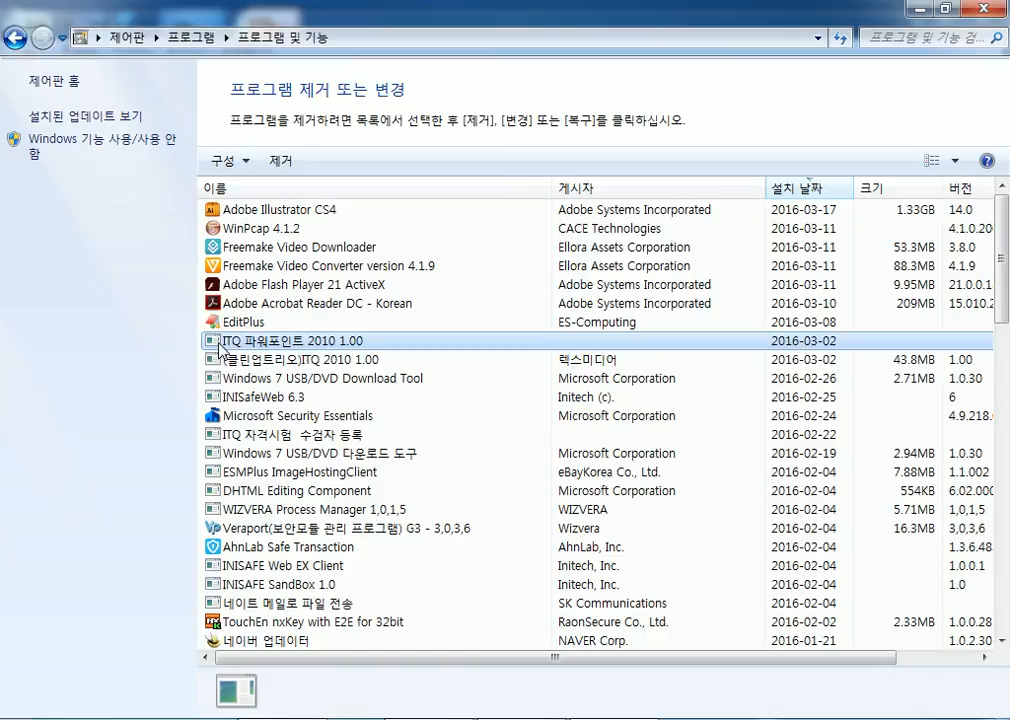 제어판 ▸ 프로그램 ▸ 프로그램 및 기능
프로그램 및 기능 검...
제어판 홈
설치된 업데이트 보기
Windows 기능 사용/사용 안
함
프로그램 제거 또는 변경
프로그램을 제거하려면 목록에서 선택한 후 [제거], [변경] 또는 [복구]를 클릭하십시오.
구성 제거
이름 게시자 설치 날짜 크기 버전
Adobe Illustrator CS4 Adobe Systems Incorporated 2016-03-17 1.33GB 14.0
WinPcap 4.1.2 CACE Technologies 2016-03-11 4.1.0.20
Freemake Video Downloader Ellora Assets Corporation 2016-03-11 53.3MB 3.8.0
Freemake Video Converter version 4.1.9 Ellora Assets Corporation 2016-03-11 88.3MB 4.1.9
Adobe Flash Player 21 ActiveX Adobe Systems Incorporated 2016-03-11 9.95MB 21.0.0.1
Adobe Acrobat Reader DC - Korean Adobe Systems Incorporated 2016-03-10 209MB 15.010.2
EditPlus ES-Computing 2016-03-08
ITQ 파워포인트 2010 1.00 2016-03-02
(클린업트리오)ITQ 2010 1.00 렉스미디어 2016-03-02 43.8MB 1.00
Windows 7 USB/DVD Download Tool Microsoft Corporation 2016-02-26 2.71MB 1.0.30
INISafeWeb 6.3 Initech (c). 2016-02-25 6
Microsoft Security Essentials Microsoft Corporation 2016-02-24 4.9.218.
ITQ 자격시험 수검자 등록 2016-02-22
Windows 7 USB/DVD 다운로드 도구 Microsoft Corporation 2016-02-19 2.94MB 1.0.30
ESMPlus ImageHostingClient eBayKorea Co., Ltd. 2016-02-04 7.88MB 1.1.002
DHTML Editing Component Microsoft Corporation 2016-02-04 554KB 6.02.000
WIZVERA Process Manager 1,0,1,5 WIZVERA 2016-02-04 5.71MB 1,0,1,5
Veraport(보안모듈 관리 프로그램) G3 - 3,0,3,6 Wizvera 2016-02-04 16.3MB 3,0,3,6
AhnLab Safe Transaction AhnLab, Inc. 2016-02-04 1.3.6.48
INISAFE Web EX Client Initech, Inc. 2016-02-04 1.0.0.1
INISAFE SandBox 1.0 Initech, Inc. 2016-02-04 1.0
네이트 메일로 파일 전송 SK Communications 2016-02-04
TouchEn nxKey with E2E for 32bit RaonSecure Co., Ltd. 2016-02-02 2.33MB 1.0.0.28
네이버 업데이터 NAVER Corp. 2016-01-21 1.0.2.30